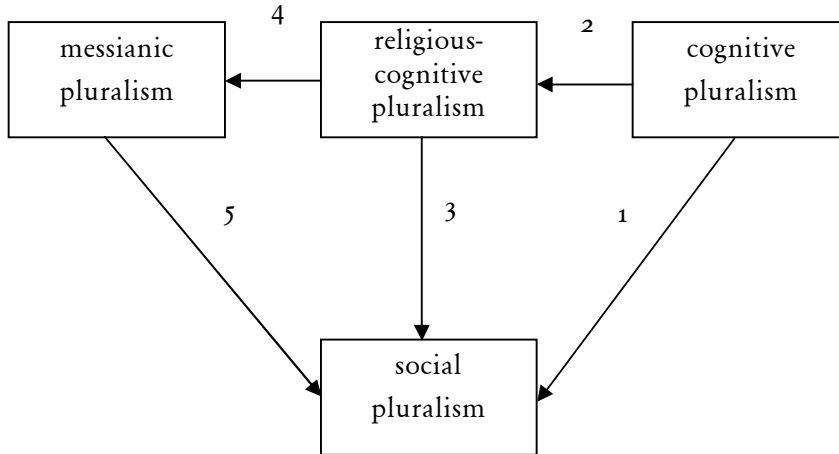 4
2
messianic
pluralism
religious-
cognitive
pluralism
cognitive
pluralism
5
3
1
social
pluralism